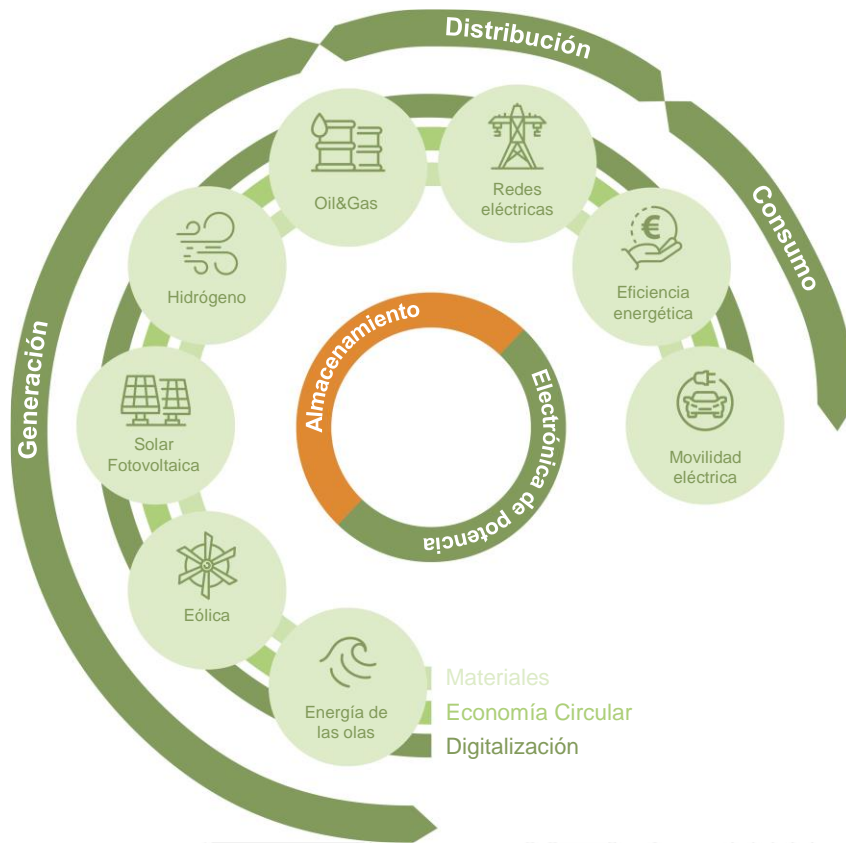 Distribución
Generación
Consumo
Oil&Gas
Redes
eléctricas
Hidrógeno
Eficiencia
energética
Almacenamiento
Electrónica de potencia
Solar
Fotovoltaica
Movilidad
eléctrica
Eólica
Energía de
las olas
Materiales
Economía Circular
Digitalización